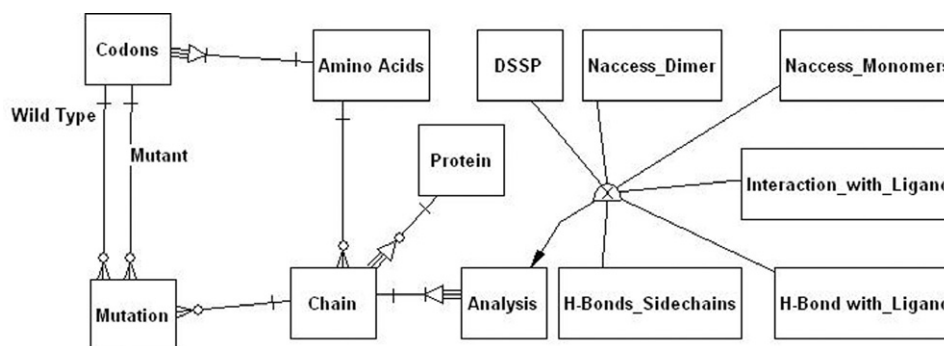 Codons
Amino Acids
DSSP
Naccess_Dimer
Naccess_Monomers
Wild Type
Mutant
Protein
Interaction_with_Ligand
Mutation
Chain
Analysis
H-Bonds_Sidechains
H-Bond with_Ligand